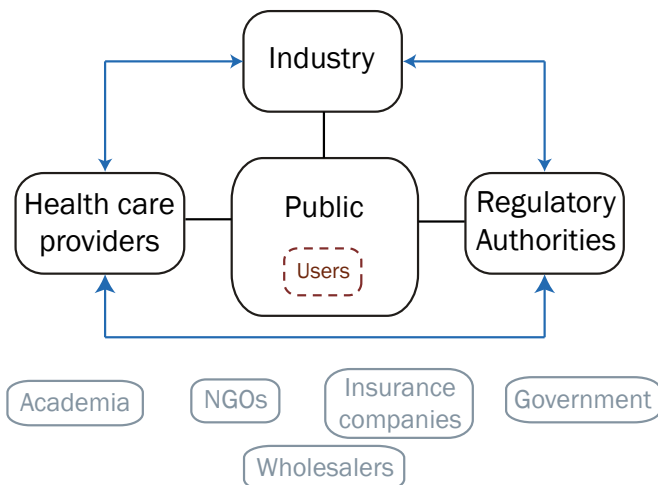 Industry
Health care
providers
Public
Users
Regulatory
Authorities
Academia
NGOs
Insurance
companies
Government
Wholesalers